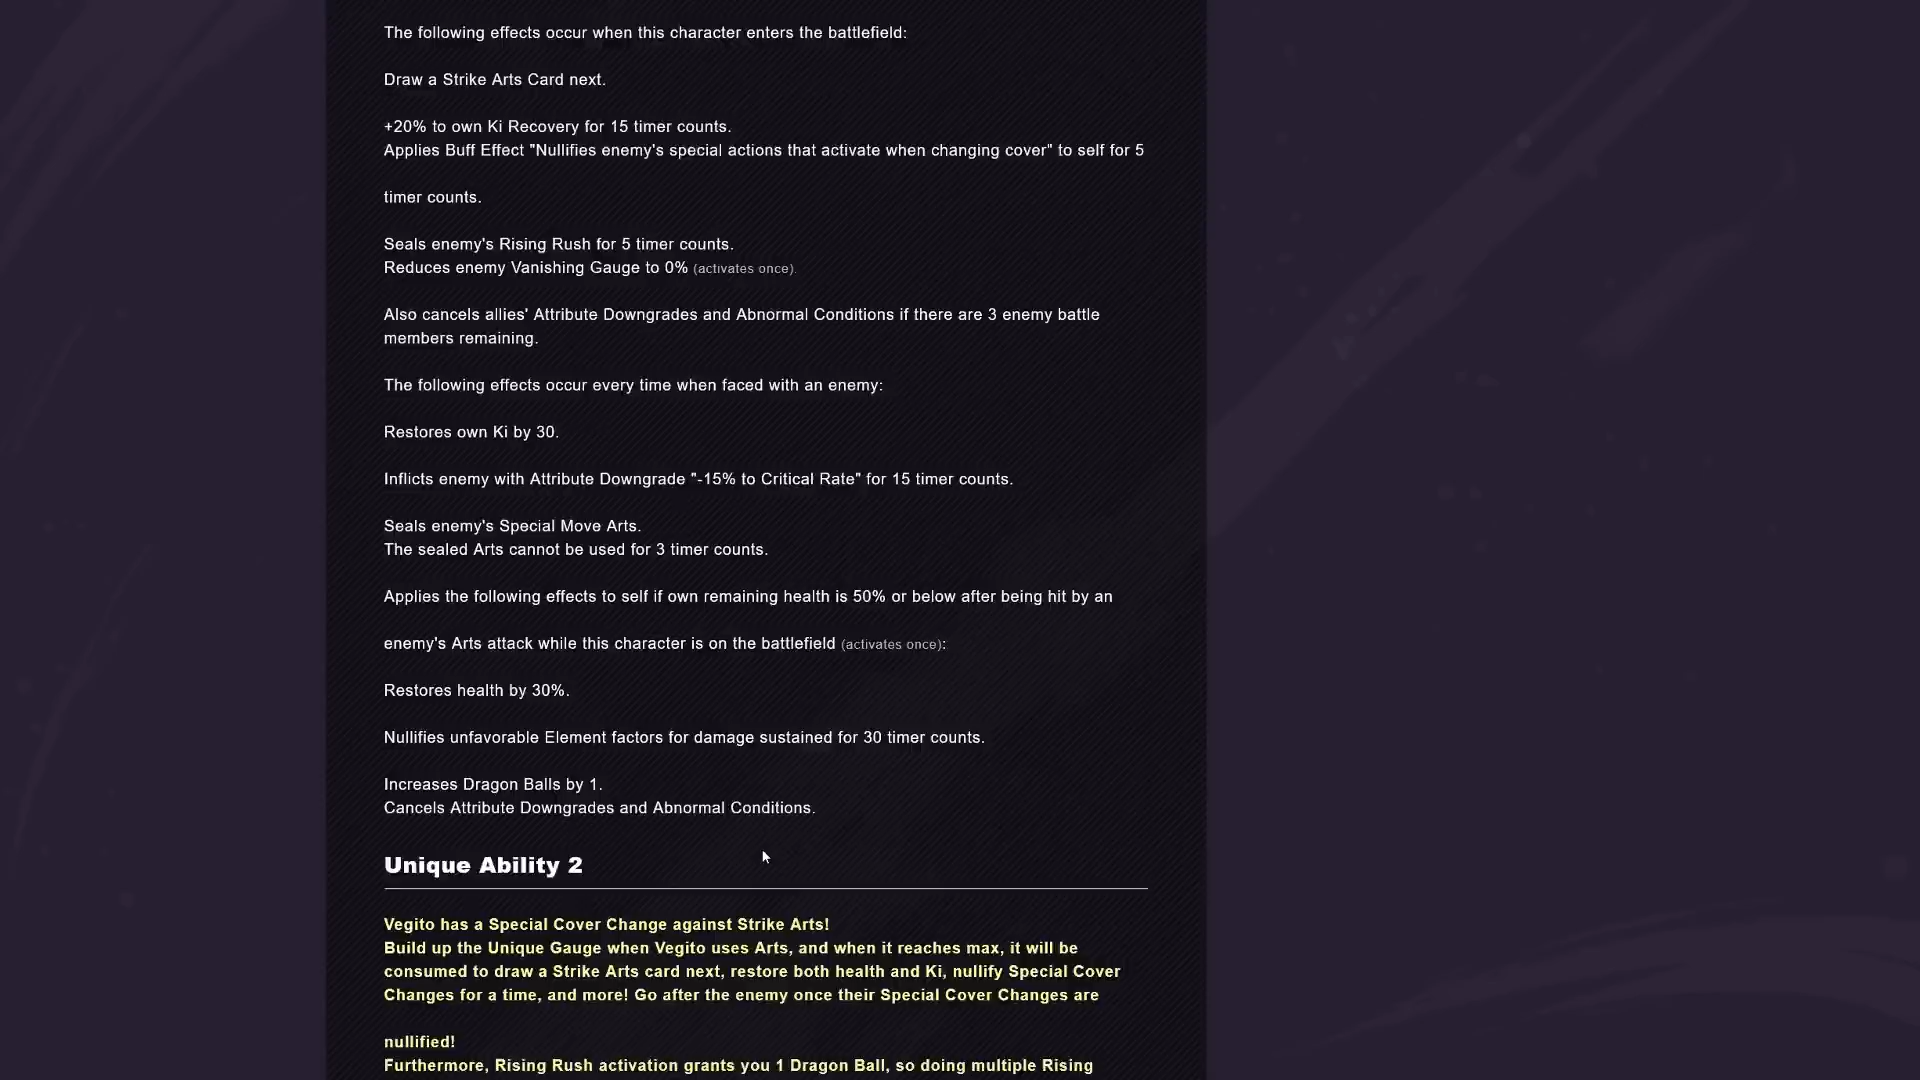 The following effects occur when this character enters the battlefield:
Draw a Strike Arts Card next.
+20% to own Ki Recovery for 15 timer counts.
Applies Buff Effect "Nullifies enemy's special actions that activate when changing cover" to self for 5
timer counts.
Seals enemy's Rising Rush for 5 timer counts.
Reduces enemy Vanishing Gauge to 0% (activates once).
Also cancels allies' Attribute Downgrades and Abnormal Conditions if there are 3 enemy battle
members remaining.
The following effects occur every time when faced with an enemy:
Restores own Ki by 30.
Inflicts enemy with Attribute Downgrade "-15% to Critical Rate" for 15 timer counts.
Seals enemy's Special Move Arts.
The sealed Arts cannot be used for 3 timer counts.
Applies the following effects to self if own remaining health is 50% or below after being hit by an
enemy's Arts attack while this character is on the battlefield (activates once):
Restores health by 30%.
Nullifies unfavorable Element factors for damage sustained for 30 timer counts.
Increases Dragon Balls by 1.
Cancels Attribute Downgrades and Abnormal Conditions.
Unique Ability 2
Vegito has a Special Cover Change against Strike Arts!
Build up the Unique Gauge when Vegito uses Arts, and when it reaches max, it will be
consumed to draw a Strike Arts card next, restore both health and Ki, nullify Special Cover
Changes for a time, and more! Go after the enemy once their Special Cover Changes are
nullified!
Furthermore, Rising Rush activation grants you 1 Dragon Ball, so doing multiple Rising